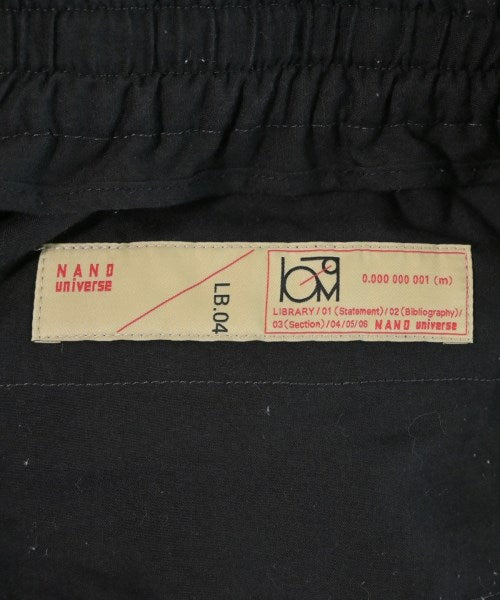 NANO
universe
LB.04
0.000 000 001 (m)
LIBRARY/01 (Statement)/02 (Bibliography)/
03 (Section)/04/05/06 NANO universe